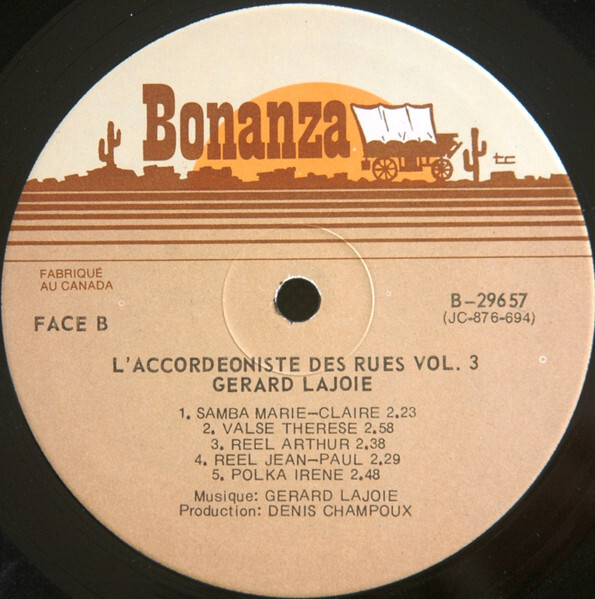 Bonanza
tc
FABRIQUÉ
AU CANADA
FACE B
B-29657
(JC-876-694)
L'ACCORDEONISTE DES RUES VOL. 3
GERARD LAJOIE
1. SAMBA MARIE-CLAIRE 2.23
2. VALSE THERESE 2.58
3. REEL ARTHUR 2.38
4. REEL JEAN-PAUL 2.29
5. POLKA IRENE 2.48
Musique: GERARD LAJOIE
Production: DENIS CHAMPOUX